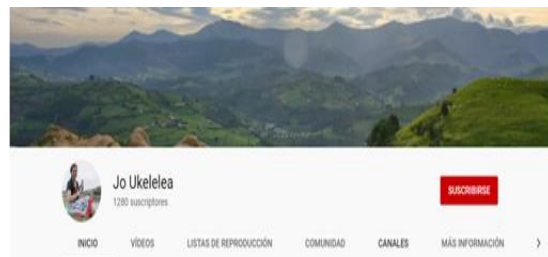 Jo Ukelelea
1280 suscriptores
SUSCRIBIRSE
INICIO VÍDEOS LISTAS DE REPRODUCCIÓN COMUNIDAD CANALES MÁS INFORMACIÓN >